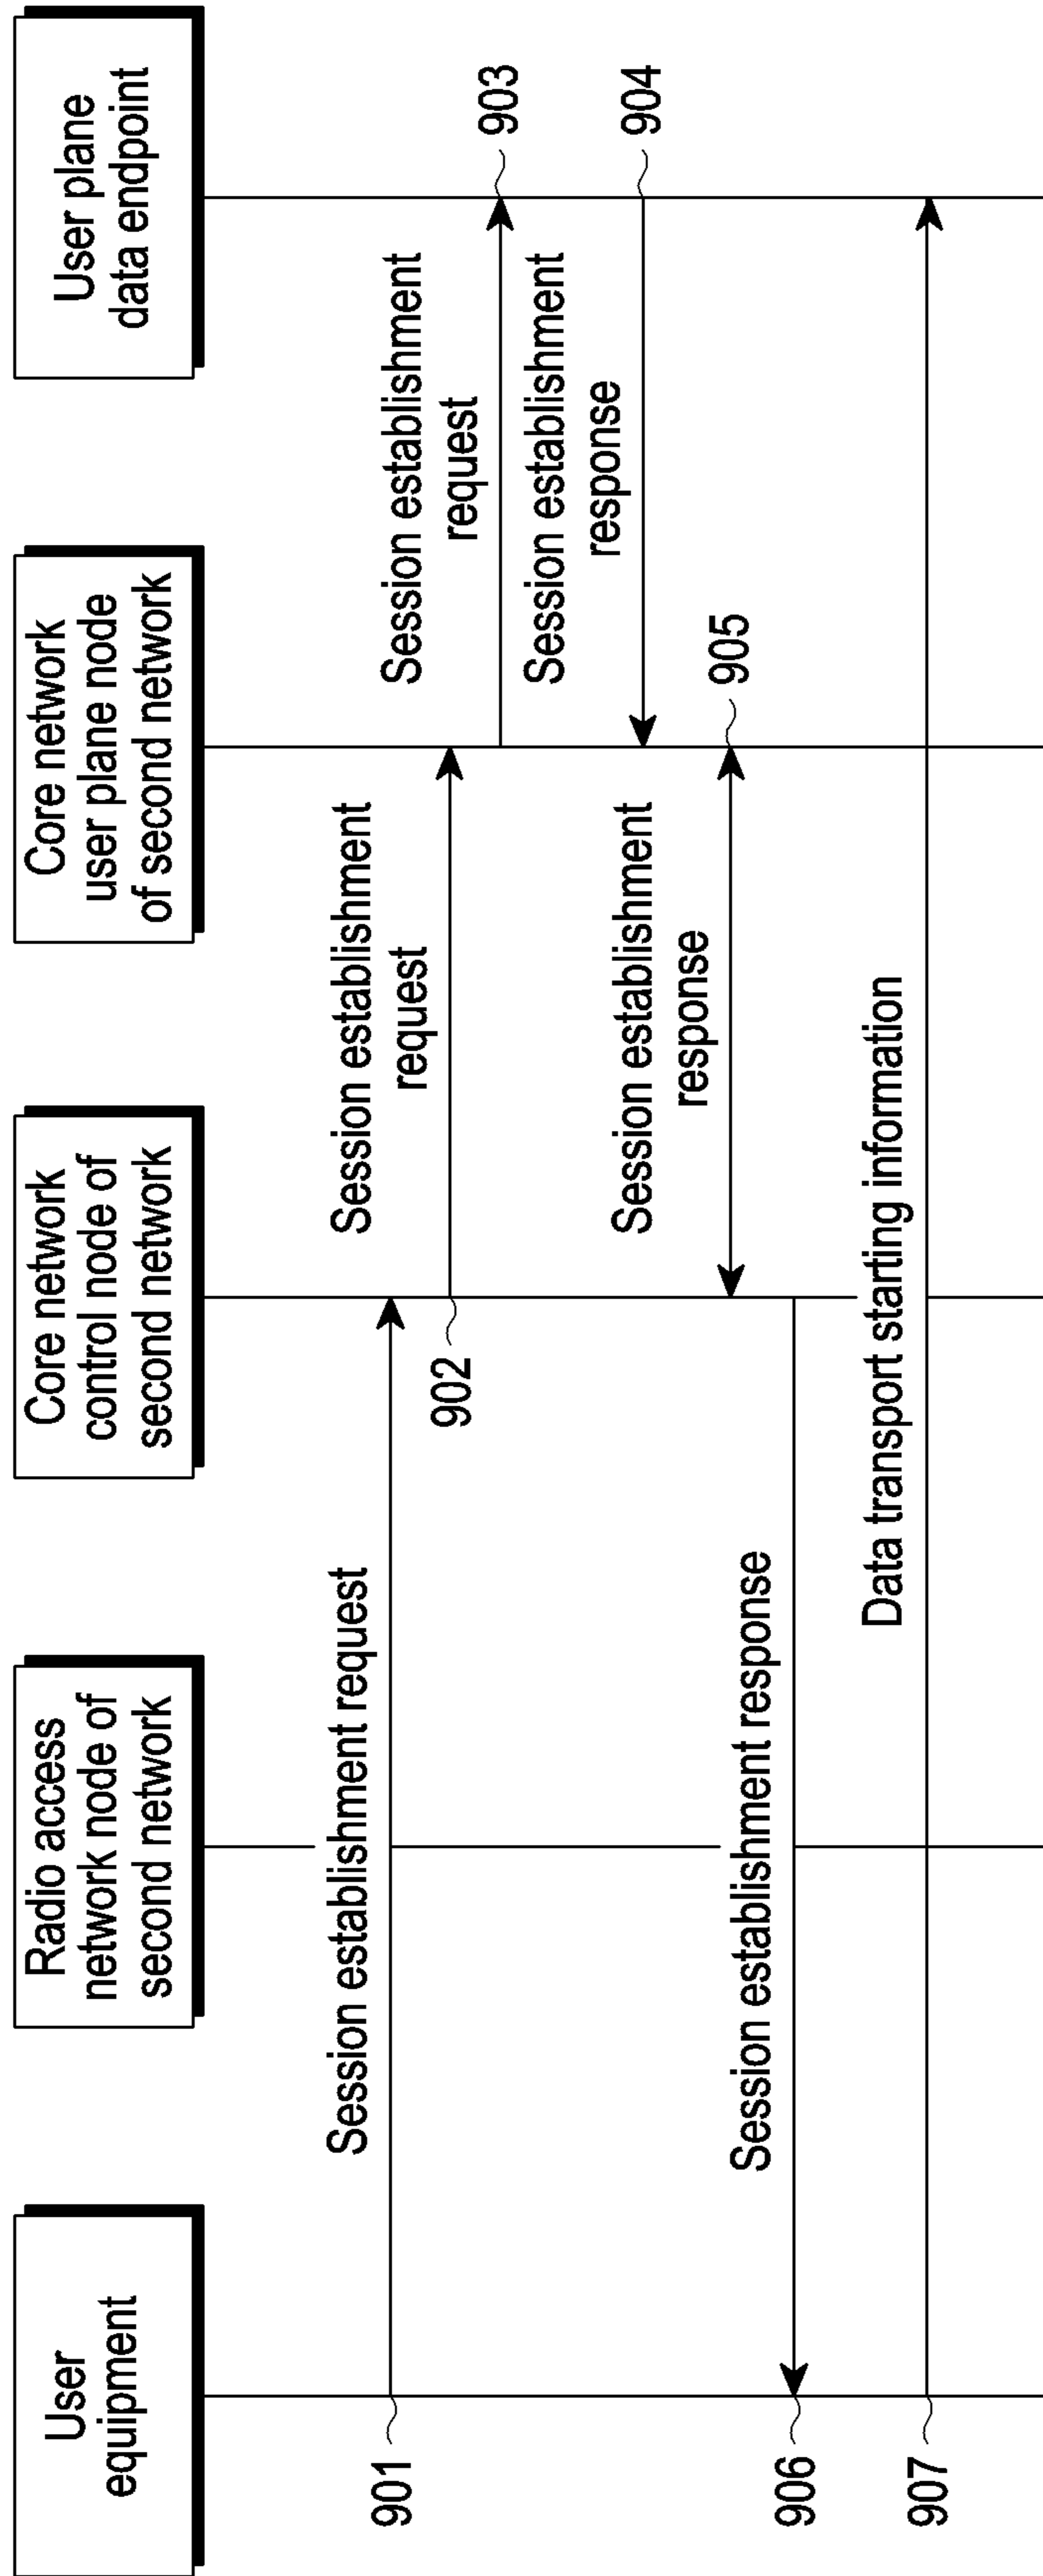 User
equipment
Radio access
network node of
second network
Core network
control node of
second network
Core network
user plane node
of second network
User plane
data endpoint
901
Session establishment request
902
Session establishment
request
903
Session establishment
request
904
Session establishment
response
905
Session establishment
response
906
Session establishment response
907
Data transport starting information